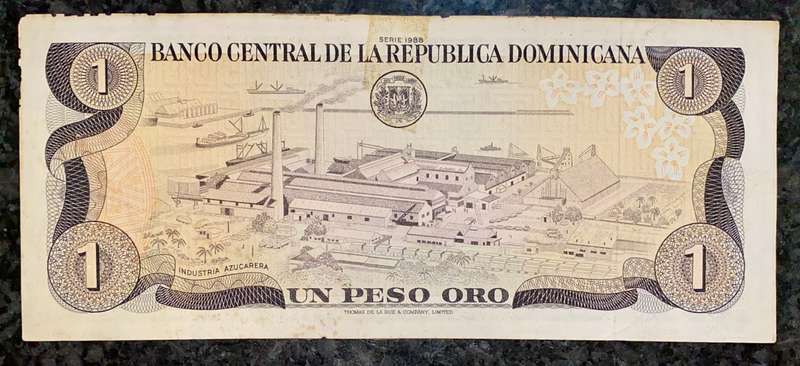 SERIE 1988
BANCO CENTRAL DE LA REPUBLICA DOMINICANA
1
1
INDUSTRIA AZUCARERA
1
1
UN PESO ORO
THOMAS DE LA RUE & COMPANY, LIMITED